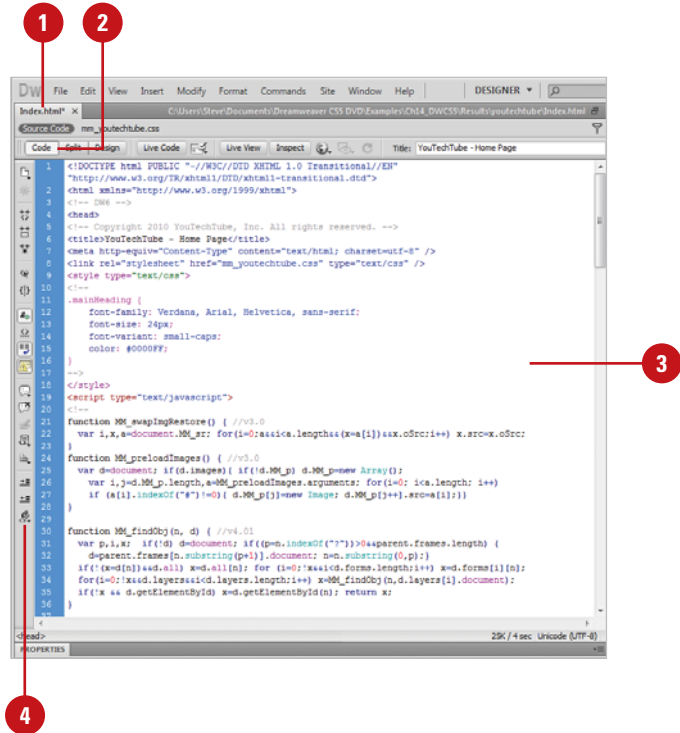 1
2
DW File Edit View Insert Modify Format Commands Site Window Help DESIGNER
Index.html* × C:\Users\Steve\Documents\Dreamweaver CS5 DVD\Examples\Ch14_DWCS5\Results\youtechtube\Index.html
Source Code mm_youtechtube.css
Code Split Design Live Code Live View Inspect Title: YouTechTube - Home Page
1 <!DOCTYPE html PUBLIC "-//W3C//DTD XHTML 1.0 Transitional//EN"
"http://www.w3.org/TR/xhtml1/DTD/xhtml1-transitional.dtd">
2 <html xmlns="http://www.w3.org/1999/xhtml">
3 <!-- DW6 -->
4 <head>
5 <!-- Copyright 2010 YouTechTube, Inc. All rights reserved. -->
6 <title>YouTechTube - Home Page</title>
7 <meta http-equiv="Content-Type" content="text/html; charset=utf-8" />
8 <link rel="stylesheet" href="mm_youtechtube.css" type="text/css" />
9 <style type="text/css">
10 <!--
11 .mainHeading {
12 font-family: Verdana, Arial, Helvetica, sans-serif;
13 font-size: 24px;
14 font-variant: small-caps;
15 color: #0000FF;
16 }
17 -->
18 </style>
19 <script type="text/javascript">
20 <!--
21 function MM_swapImgRestore() { //v3.0
22 var i,x,a=document.MM_sr; for(i=0;a&&i<a.length&&(x=a[i])&&x.oSrc;i++) x.src=x.oSrc;
23 }
24 function MM_preloadImages() { //v3.0
25 var d=document; if(d.images){ if(!d.MM_p) d.MM_p=new Array();
26 var i,j=d.MM_p.length,a=MM_preloadImages.arguments; for(i=0; i<a.length; i++)
27 if (a[i].indexOf("#")!=0){ d.MM_p[j]=new Image; d.MM_p[j++].src=a[i];}}
28 }
29
30 function MM_findObj(n, d) { //v4.01
31 var p,i,x; if(!d) d=document; if((p=n.indexOf("?"))>0&&parent.frames.length) {
32 d=parent.frames[n.substring(p+1)].document; n=n.substring(0,p);}
33 if(!(x=d[n])&&d.all) x=d.all[n]; for (i=0;!x&&i<d.forms.length;i++) x=d.forms[i][n];
34 for(i=0;!x&&d.layers&&i<d.layers.length;i++) x=MM_findObj(n,d.layers[i].document);
35 if(!x && d.getElementById) x=d.getElementById(n); return x;
36 }
3
<head> 25K / 4 sec Unicode (UTF-8)
PROPERTIES
4